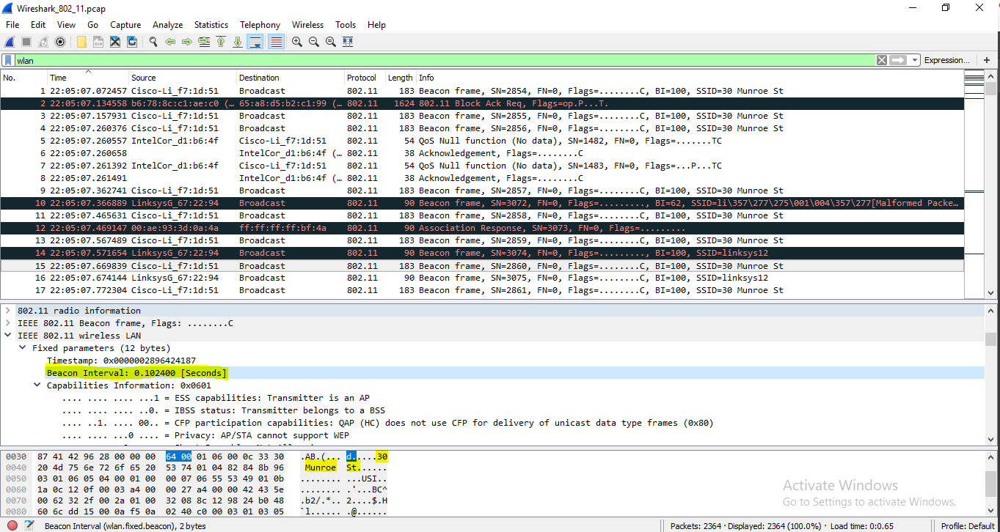 Wireshark_802_11.pcap
File Edit View Go Capture Analyze Statistics Telephony Wireless Tools Help
wlan Expression... +
No. Time Source Destination Protocol Length Info
1 22:05:07.072457 Cisco-Li_f7:1d:51 Broadcast 802.11 183 Beacon frame, SN=2854, FN=0, Flags=........C, BI=100, SSID=30 Munroe St
2 22:05:07.134558 b6:78:8c:c1:ae:c0 (… 65:a8:d5:b2:c1:99 (… 802.11 1624 802.11 Block Ack Req, Flags=op.P...T.
3 22:05:07.157931 Cisco-Li_f7:1d:51 Broadcast 802.11 183 Beacon frame, SN=2855, FN=0, Flags=........C, BI=100, SSID=30 Munroe St
4 22:05:07.260376 Cisco-Li_f7:1d:51 Broadcast 802.11 183 Beacon frame, SN=2856, FN=0, Flags=........C, BI=100, SSID=30 Munroe St
5 22:05:07.260557 IntelCor_d1:b6:4f Cisco-Li_f7:1d:51 802.11 54 QoS Null function (No data), SN=1482, FN=0, Flags=.......TC
6 22:05:07.260658 IntelCor_d1:b6:4f (… 802.11 38 Acknowledgement, Flags=........C
7 22:05:07.261392 IntelCor_d1:b6:4f Cisco-Li_f7:1d:51 802.11 54 QoS Null function (No data), SN=1483, FN=0, Flags=...P...TC
8 22:05:07.261491 IntelCor_d1:b6:4f (… 802.11 38 Acknowledgement, Flags=........C
9 22:05:07.362741 Cisco-Li_f7:1d:51 Broadcast 802.11 183 Beacon frame, SN=2857, FN=0, Flags=........C, BI=100, SSID=30 Munroe St
10 22:05:07.366889 LinksysG_67:22:94 Broadcast 802.11 90 Beacon frame, SN=3072, FN=0, Flags=........., BI=62, SSID=li\357\277\275\001\004\357\277[Malformed Packe…
11 22:05:07.465631 Cisco-Li_f7:1d:51 Broadcast 802.11 183 Beacon frame, SN=2858, FN=0, Flags=........C, BI=100, SSID=30 Munroe St
12 22:05:07.469147 00:ae:93:3d:0a:4a ff:ff:ff:ff:bf:4a 802.11 90 Association Response, SN=3073, FN=0, Flags=.........
13 22:05:07.567489 Cisco-Li_f7:1d:51 Broadcast 802.11 183 Beacon frame, SN=2859, FN=0, Flags=........C, BI=100, SSID=30 Munroe St
14 22:05:07.571654 LinksysG_67:22:94 Broadcast 802.11 90 Beacon frame, SN=3074, FN=0, Flags=........., BI=100, SSID=linksys12
15 22:05:07.669839 Cisco-Li_f7:1d:51 Broadcast 802.11 183 Beacon frame, SN=2860, FN=0, Flags=........C, BI=100, SSID=30 Munroe St
16 22:05:07.674144 LinksysG_67:22:94 Broadcast 802.11 90 Beacon frame, SN=3075, FN=0, Flags=........., BI=100, SSID=linksys12
17 22:05:07.772304 Cisco-Li_f7:1d:51 Broadcast 802.11 183 Beacon frame, SN=2861, FN=0, Flags=........C, BI=100, SSID=30 Munroe St
802.11 radio information
IEEE 802.11 Beacon frame, Flags: ........C
IEEE 802.11 wireless LAN
Fixed parameters (12 bytes)
Timestamp: 0x0000002896424187
Beacon Interval: 0.102400 [Seconds]
Capabilities Information: 0x0601
.... .... .... ...1 = ESS capabilities: Transmitter is an AP
.... .... .... ..0. = IBSS status: Transmitter belongs to a BSS
.... ..1. .... 00.. = CFP participation capabilities: QAP (HC) does not use CFP for delivery of unicast data type frames (0x80)
.... .... ...0 .... = Privacy: AP/STA cannot support WEP
0030 87 41 42 96 28 00 00 00 64 00 01 06 00 0c 33 30 .AB.(... d.....30
0040 20 4d 75 6e 72 6f 65 20 53 74 01 04 82 84 8b 96 Munroe St......
0050 03 01 06 05 04 00 01 00 00 07 06 55 53 49 01 0b ........ ...USI..
0060 1a 0c 12 0f 00 03 a4 00 00 27 a4 00 00 42 43 5e ........ .'...BC^
0070 00 62 32 2f 00 2a 01 00 32 08 8c 12 98 24 b0 48 .b2/.*.. 2....$.H
0080 60 6c dd 15 00 0a f5 0a 02 40 c0 00 03 01 03 05 `l...... .@......
Activate Windows
Go to Settings to activate Windows.
Beacon Interval (wlan.fixed.beacon), 2 bytes Packets: 2364 · Displayed: 2364 (100.0%) · Load time: 0:0.65 Profile: Default